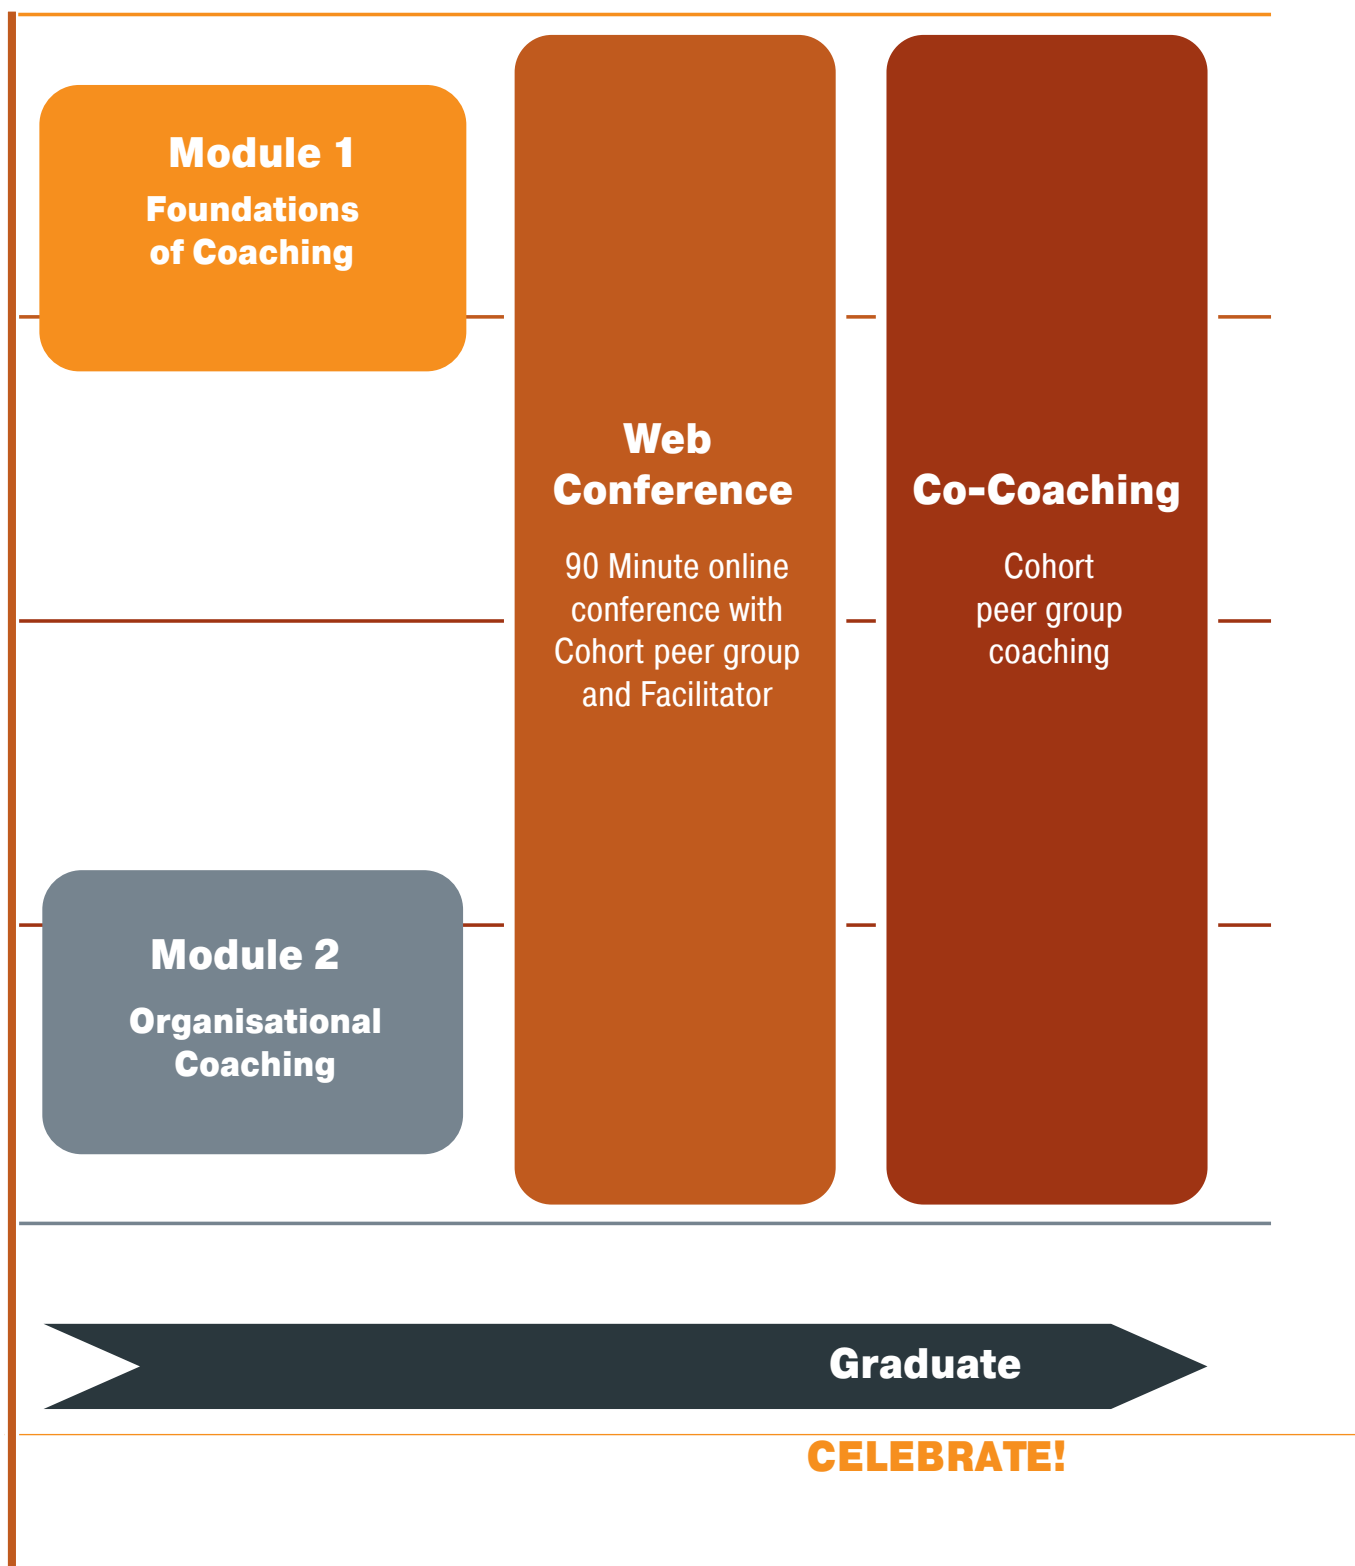 Module 1
Foundations
of Coaching
Web
Conference
90 Minute online
conference with
Cohort peer group
and Facilitator
Co-Coaching
Cohort
peer group
coaching
Module 2
Organisational
Coaching
Graduate
CELEBRATE!